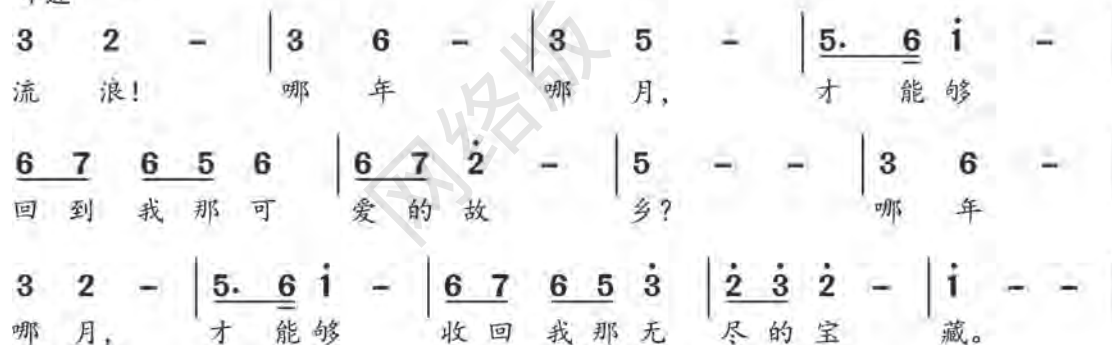 3 2 - | 3 6 - | 3 5 - | 5. 6 i -
流 浪！ 哪 年 哪 月， 才 能 够
6 7 6 5 6 | 6 7 2̇ - | 5 - - | 3 6 -
回 到 我 那 可 爱 的 故 乡？ 哪 年
3 2 - | 5. 6 i - | 6 7 6 5 3̇ | 2̇ 3̇ 2̇ - | i - -
哪 月， 才 能 够 收 回 我 那 无 尽 的 宝 藏。
网络版